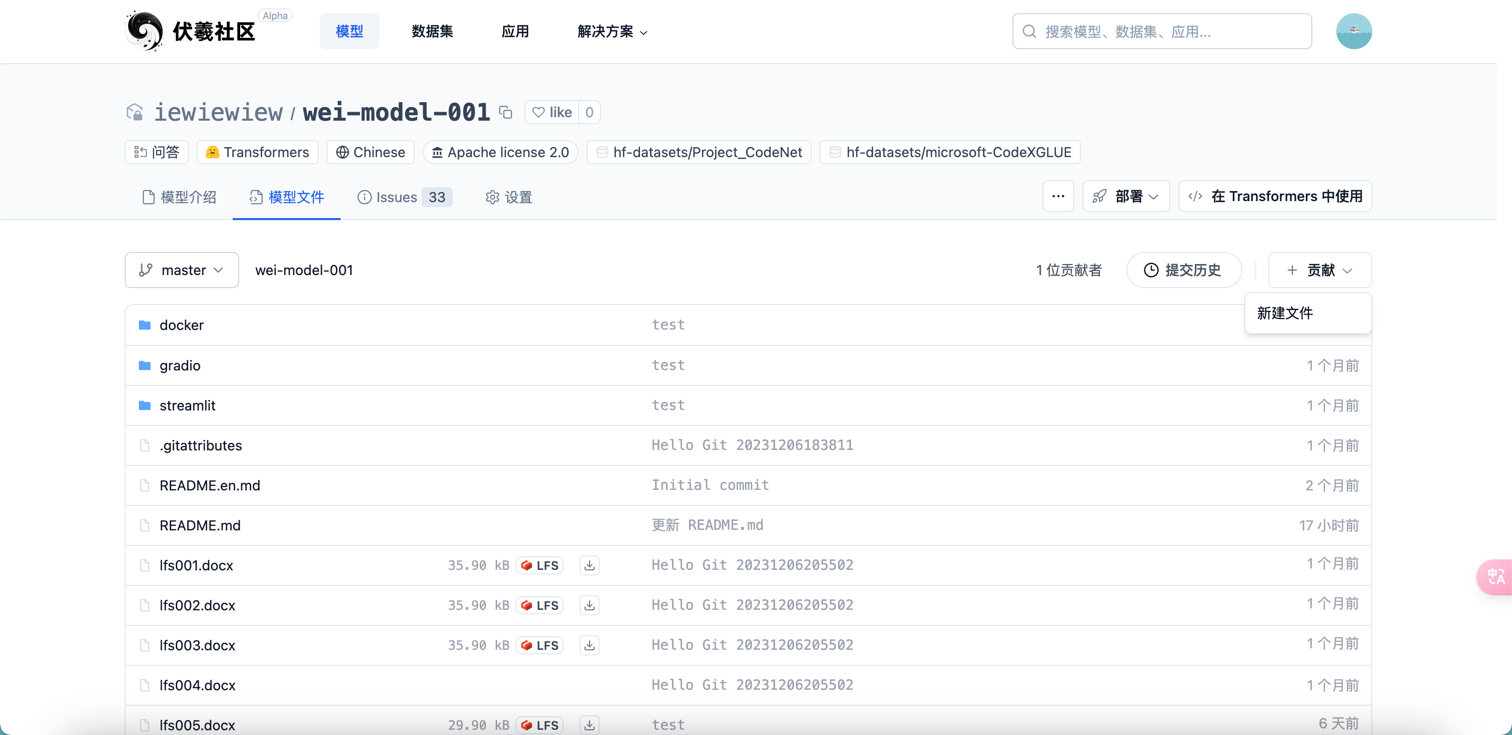 伏羲社区 Alpha 模型 数据集 应用 解决方案 搜索模型、数据集、应用...
iewiewiew / wei-model-001 like 0
问答 Transformers Chinese Apache license 2.0 hf-datasets/Project_CodeNet hf-datasets/microsoft-CodeXGLUE
模型介绍 模型文件 Issues 33 设置 ... 部署 </> 在 Transformers 中使用
master wei-model-001 1 位贡献者 提交历史 + 贡献
新建文件
docker test
gradio test 1 个月前
streamlit test 1 个月前
.gitattributes Hello Git 20231206183811 1 个月前
README.en.md Initial commit 2 个月前
README.md 更新 README.md 17 小时前
lfs001.docx 35.90 kB LFS Hello Git 20231206205502 1 个月前
lfs002.docx 35.90 kB LFS Hello Git 20231206205502 1 个月前
lfs003.docx 35.90 kB LFS Hello Git 20231206205502 1 个月前
lfs004.docx Hello Git 20231206205502 1 个月前
lfs005.docx 29.90 kB LFS test 6 天前